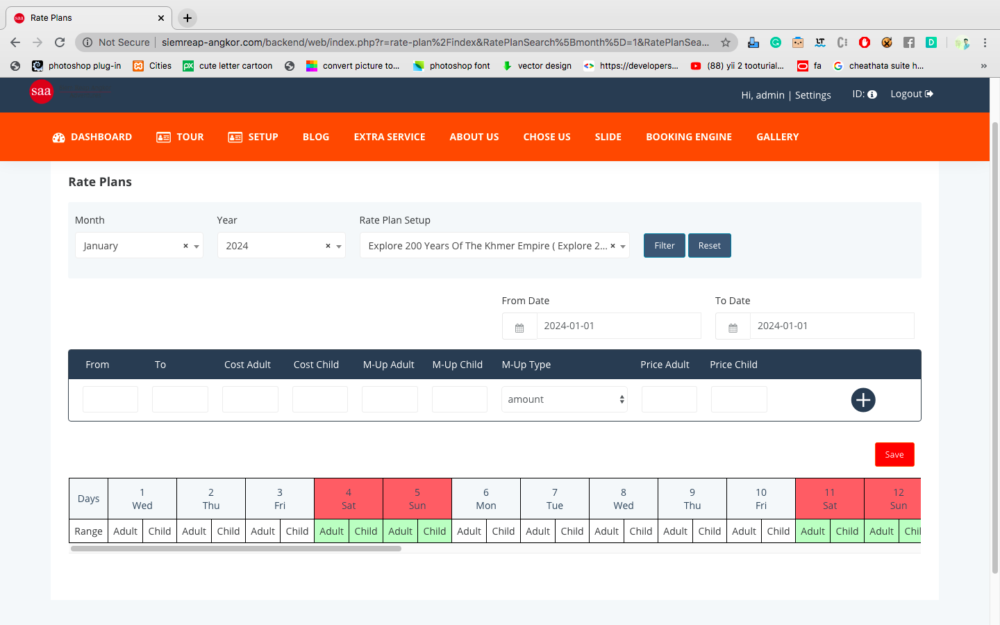 Rate Plans
Not Secure siemreap-angkor.com/backend/web/index.php?r=rate-plan%2Findex&RatePlanSearch%5Bmonth%5D=1&RatePlanSea...
photoshop plug-in Cities cute letter cartoon convert picture to... photoshop font vector design https://developers... (88) yii 2 tooturial... fa cheathata suite h... »
saa Hi, admin | Settings ID: Logout
DASHBOARD TOUR SETUP BLOG EXTRA SERVICE ABOUT US CHOSE US SLIDE BOOKING ENGINE GALLERY
Rate Plans
Month Year Rate Plan Setup
January × 2024 × Explore 200 Years Of The Khmer Empire ( Explore 2... × Filter Reset
From Date To Date
2024-01-01 2024-01-01
From To Cost Adult Cost Child M-Up Adult M-Up Child M-Up Type Price Adult Price Child
amount
Save
Days 1 2 3 4 5 6 7 8 9 10 11 12
Wed Thu Fri Sat Sun Mon Tue Wed Thu Fri Sat Sun
Range Adult Child Adult Child Adult Child Adult Child Adult Child Adult Child Adult Child Adult Child Adult Child Adult Child Adult Child Adult Chil